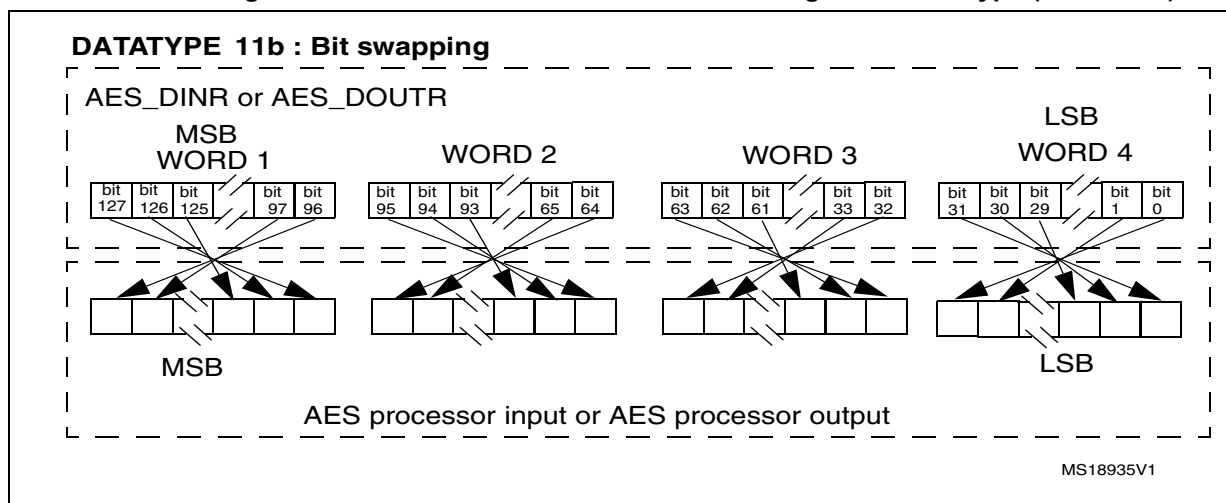 DATATYPE 11b : Bit swapping
AES_DINR or AES_DOUTR
MSB
WORD 1
WORD 2
WORD 3
LSB
WORD 4
bit 127 bit 126 bit 125 bit 97 bit 96
bit 95 bit 94 bit 93 bit 65 bit 64
bit 63 bit 62 bit 61 bit 33 bit 32
bit 31 bit 30 bit 29 bit 1 bit 0
MSB
LSB
AES processor input or AES processor output
MS18935V1